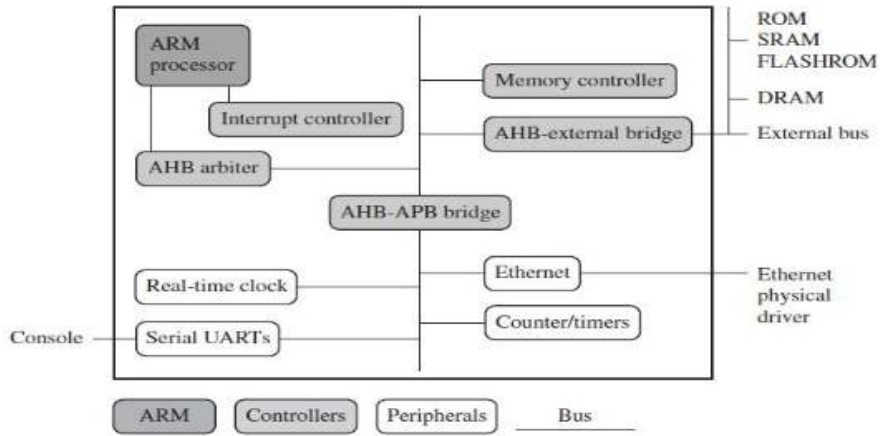 ARM
processor
Interrupt controller
AHB arbiter
Memory controller
AHB-external bridge
ROM
SRAM
FLASHROM
DRAM
External bus
AHB-APB bridge
Real-time clock
Ethernet
Ethernet
physical
driver
Console
Serial UARTs
Counter/timers
ARM
Controllers
Peripherals
Bus